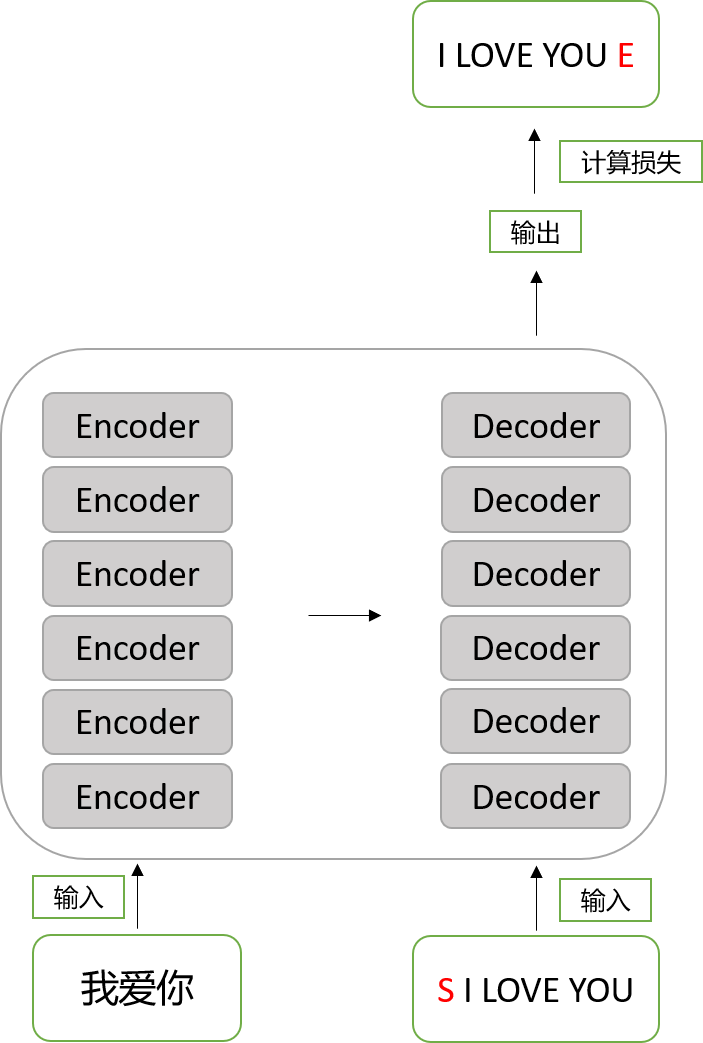 I LOVE YOU E
计算损失
输出
Encoder
Decoder
Encoder
Decoder
Encoder
Decoder
Encoder
Decoder
Encoder
Decoder
Encoder
Decoder
输入
输入
我爱你
S I LOVE YOU